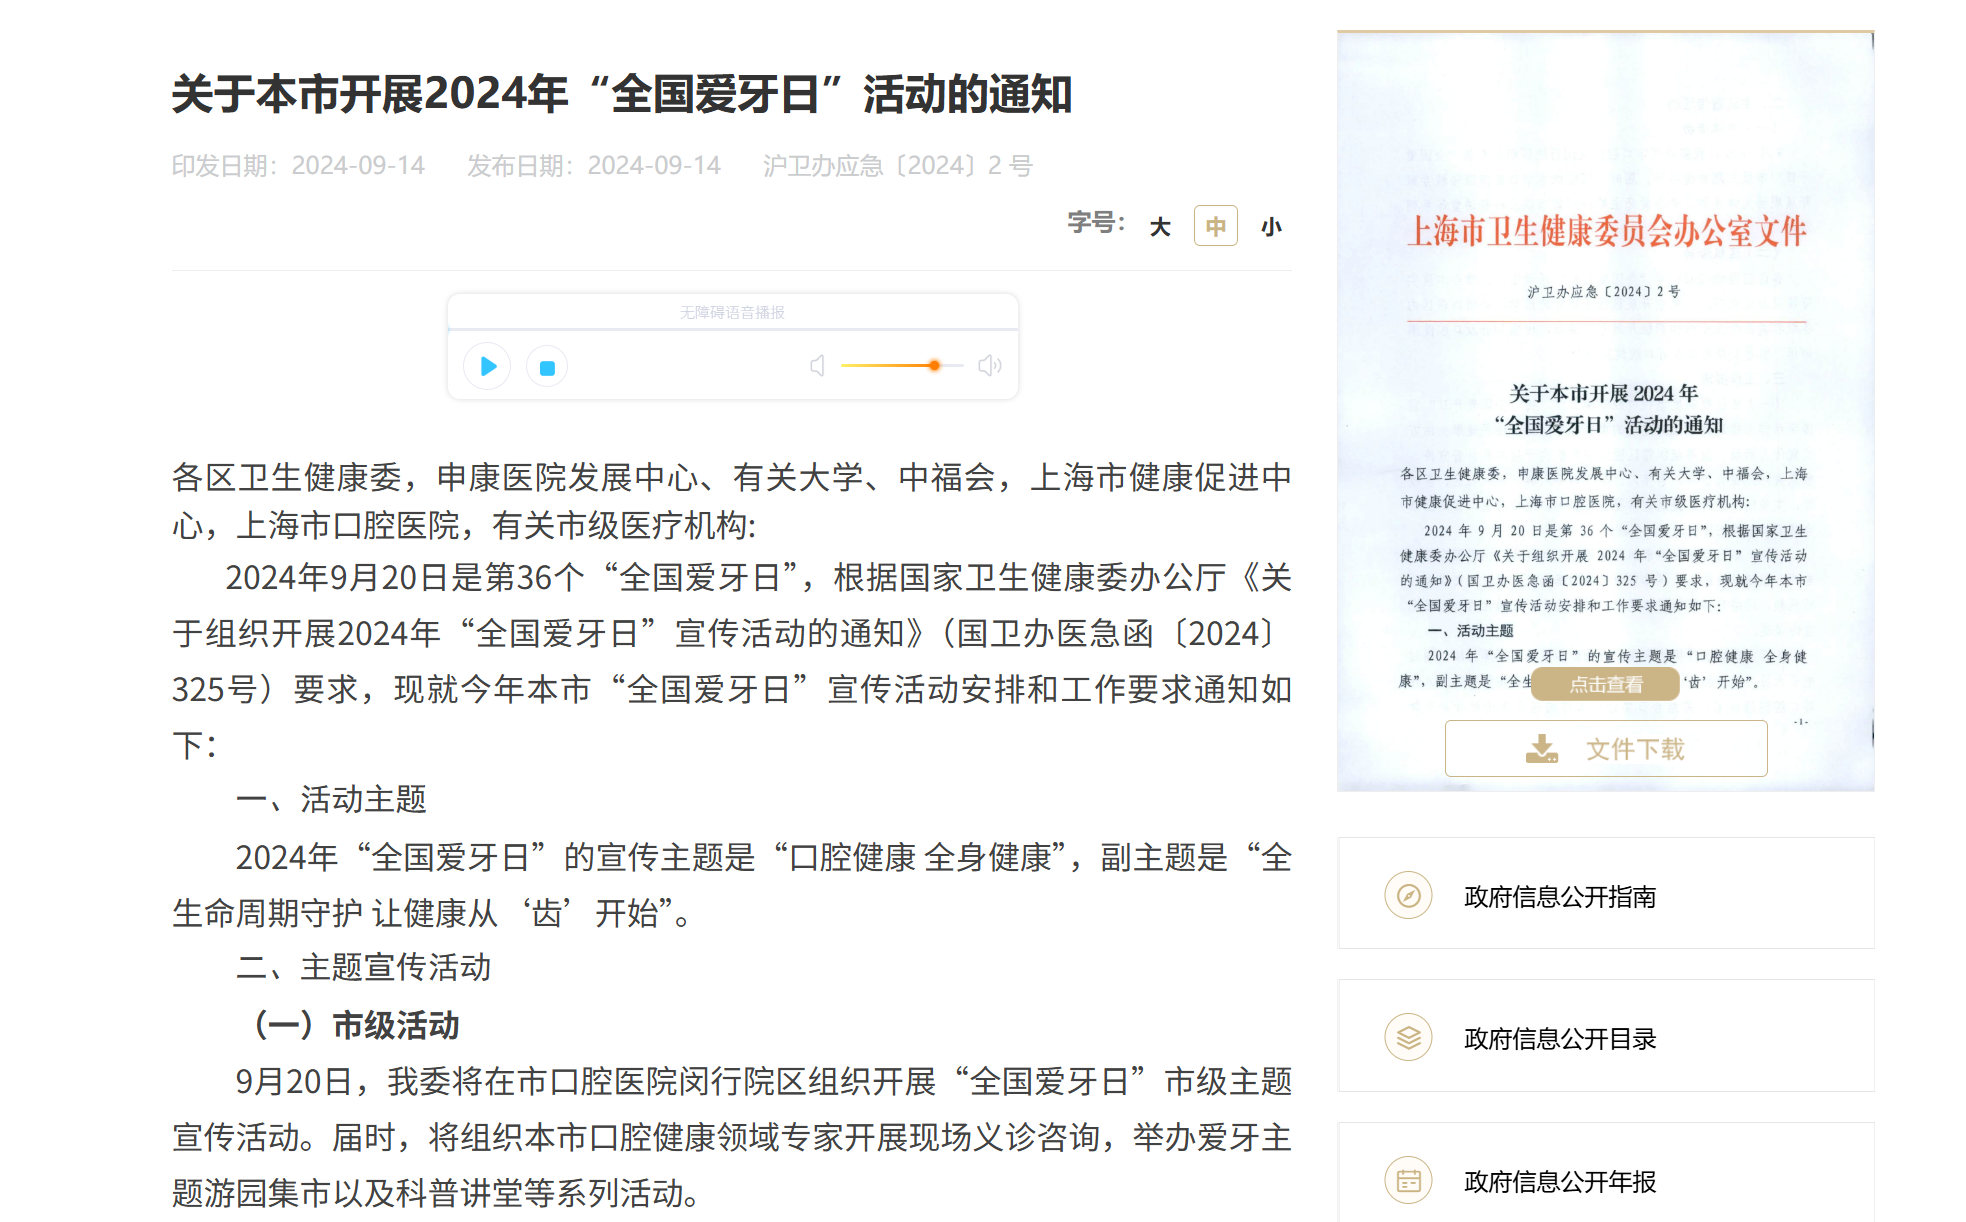 关于本市开展2024年“全国爱牙日”活动的通知
印发日期：2024-09-14 发布日期：2024-09-14 沪卫办应急〔2024〕2 号
字号： 大 中 小
无障碍语音播报
各区卫生健康委，申康医院发展中心、有关大学、中福会，上海市健康促进中
心，上海市口腔医院，有关市级医疗机构:
2024年9月20日是第36个“全国爱牙日”，根据国家卫生健康委办公厅《关
于组织开展2024年“全国爱牙日”宣传活动的通知》（国卫办医急函〔2024〕
325号）要求，现就今年本市“全国爱牙日”宣传活动安排和工作要求通知如
下：
一、活动主题
2024年“全国爱牙日”的宣传主题是“口腔健康 全身健康”，副主题是“全
生命周期守护 让健康从‘齿’开始”。
二、主题宣传活动
（一）市级活动
9月20日，我委将在市口腔医院闵行院区组织开展“全国爱牙日”市级主题
宣传活动。届时，将组织本市口腔健康领域专家开展现场义诊咨询，举办爱牙主
题游园集市以及科普讲堂等系列活动。
上海市卫生健康委员会办公室文件
沪卫办应急〔2024〕2 号
关于本市开展 2024 年
“全国爱牙日”活动的通知
各区卫生健康委，申康医院发展中心、有关大学、中福会，上海
市健康促进中心，上海市口腔医院，有关市级医疗机构:
2024 年 9 月 20 日是第 36 个“全国爱牙日”，根据国家卫生
健康委办公厅《关于组织开展 2024 年“全国爱牙日”宣传活动
的通知》（国卫办医急函〔2024〕325 号）要求，现就今年本市
“全国爱牙日”宣传活动安排和工作要求通知如下:
一、活动主题
2024 年“全国爱牙日”的宣传主题是“口腔健康 全身健
康”，副主题是“全生 ‘齿’开始”。
点击查看
-1-
文件下载
政府信息公开指南
政府信息公开目录
政府信息公开年报